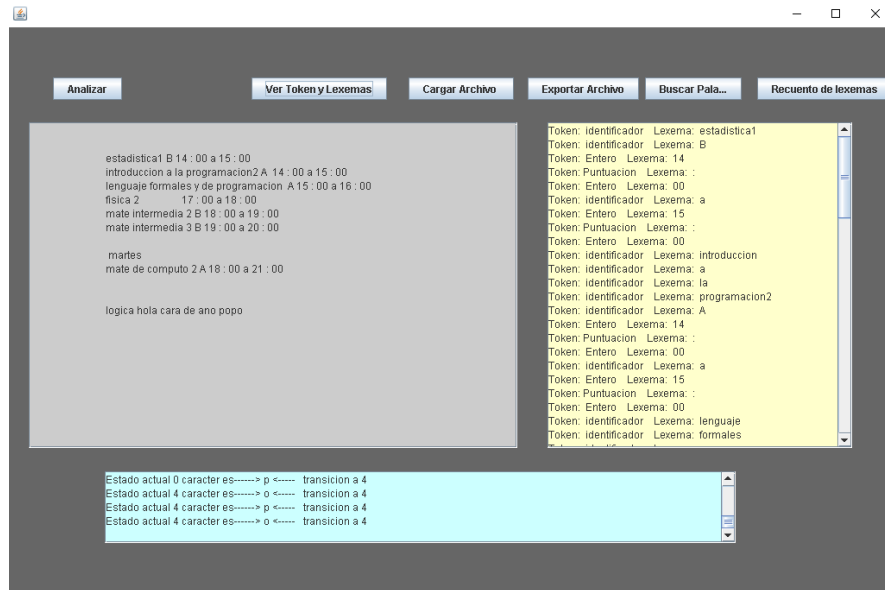 Analizar
Ver Token y Lexemas
Cargar Archivo
Exportar Archivo
Buscar Pala...
Recuento de lexemas
estadistica1 B 14 : 00 a 15 : 00
introduccion a la programacion2 A 14 : 00 a 15 : 00
lenguaje formales y de programacion A 15 : 00 a 16 : 00
fisica 2 17 : 00 a 18 : 00
mate intermedia 2 B 18 : 00 a 19 : 00
mate intermedia 3 B 19 : 00 a 20 : 00
martes
mate de computo 2 A 18 : 00 a 21 : 00
logica hola cara de ano popo
Token: identificador Lexema: estadistica1
Token: identificador Lexema: B
Token: Entero Lexema: 14
Token: Puntuacion Lexema: :
Token: Entero Lexema: 00
Token: identificador Lexema: a
Token: Entero Lexema: 15
Token: Puntuacion Lexema: :
Token: Entero Lexema: 00
Token: identificador Lexema: introduccion
Token: identificador Lexema: a
Token: identificador Lexema: la
Token: identificador Lexema: programacion2
Token: identificador Lexema: A
Token: Entero Lexema: 14
Token: Puntuacion Lexema: :
Token: Entero Lexema: 00
Token: identificador Lexema: a
Token: Entero Lexema: 15
Token: Puntuacion Lexema: :
Token: Entero Lexema: 00
Token: identificador Lexema: lenguaje
Token: identificador Lexema: formales
Estado actual 0 caracter es------> p <----- transicion a 4
Estado actual 4 caracter es------> o <----- transicion a 4
Estado actual 4 caracter es------> p <----- transicion a 4
Estado actual 4 caracter es------> o <----- transicion a 4